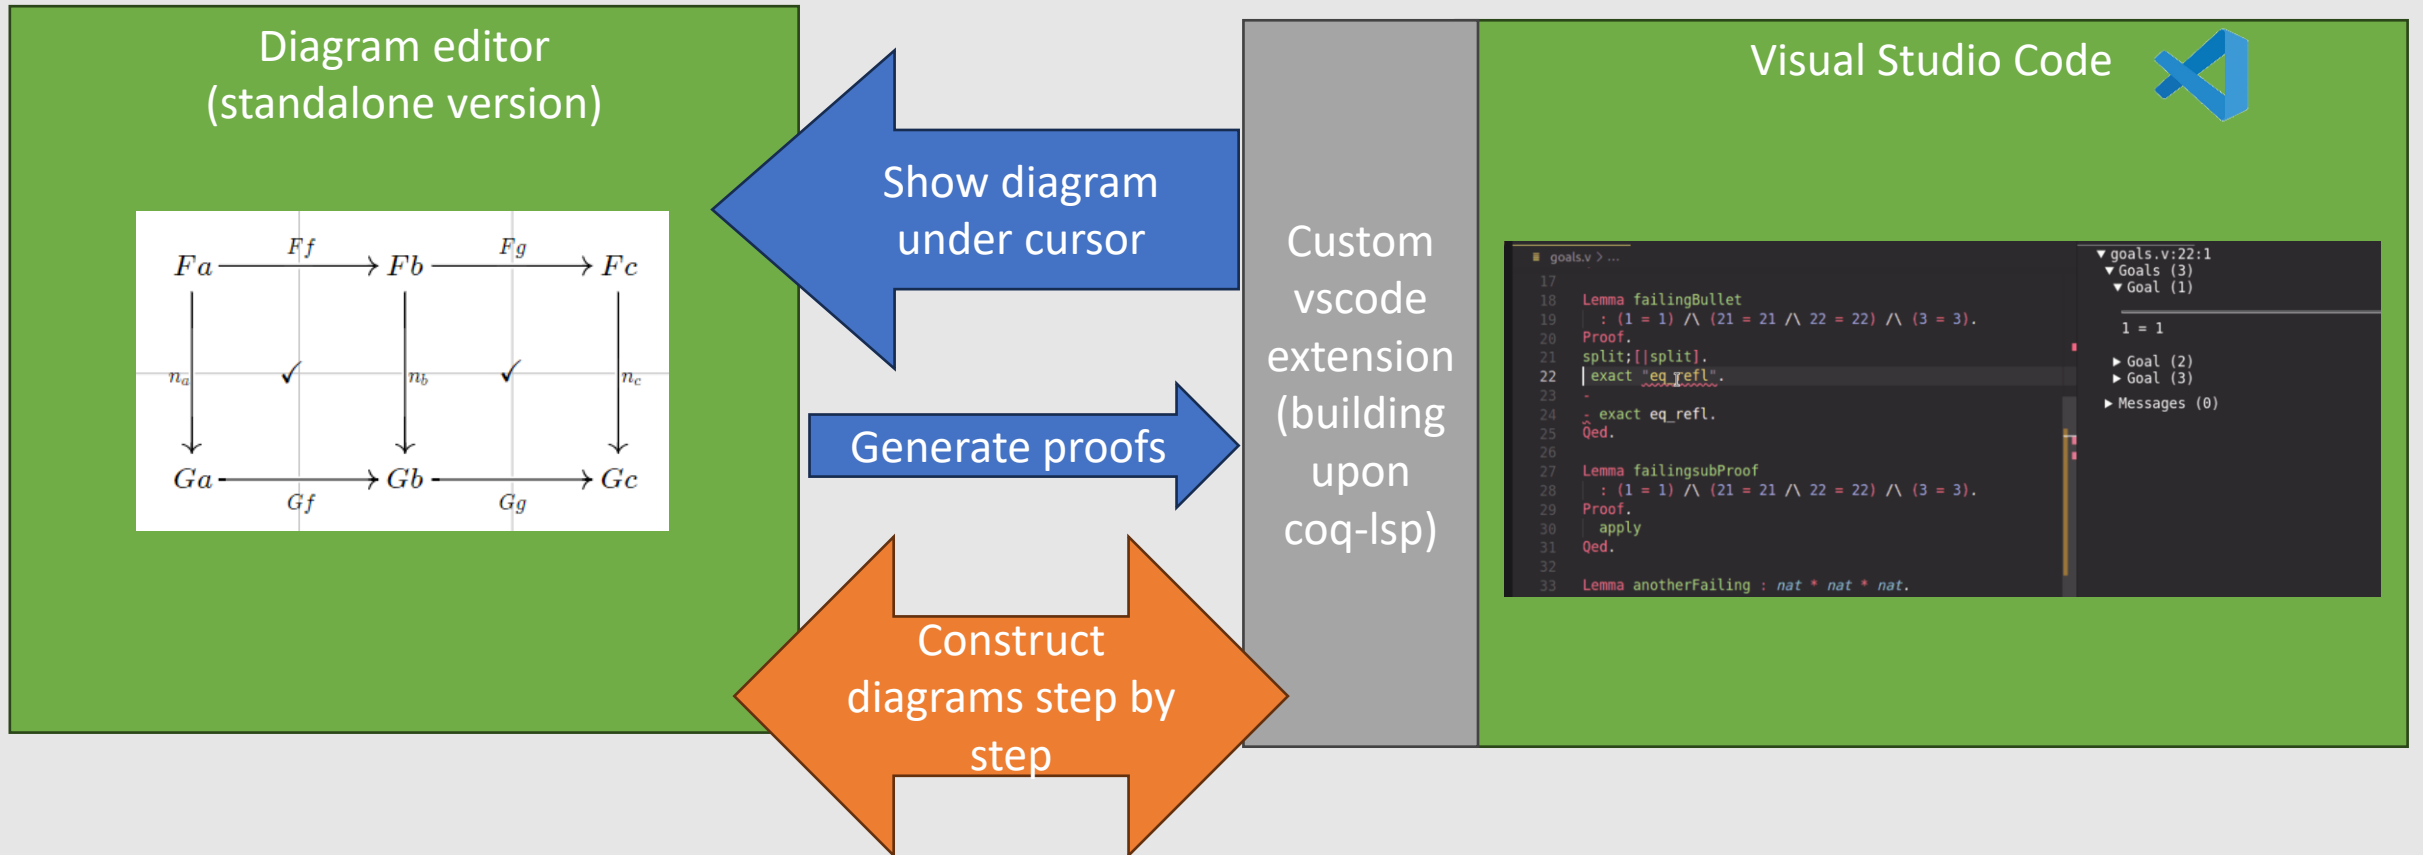 Diagram editor
(standalone version)
Fa
Ff
Fb
Fg
Fc
n_a
✓
n_b
✓
n_c
Ga
Gf
Gb
Gg
Gc
Show diagram
under cursor
Generate proofs
Construct
diagrams step by
step
Custom
vscode
extension
(building
upon
coq-lsp)
Visual Studio Code
goals.v > ...
17
18 Lemma failingBullet
19 : (1 = 1) /\ (21 = 21 /\ 22 = 22) /\ (3 = 3).
20 Proof.
21 split;[|split].
22 exact "eq_refl".
23 -
24 - exact eq_refl.
25 Qed.
26
27 Lemma failingsubProof
28 : (1 = 1) /\ (21 = 21 /\ 22 = 22) /\ (3 = 3).
29 Proof.
30 apply
31 Qed.
32
33 Lemma anotherFailing : nat * nat * nat.
▼ goals.v:22:1
▼ Goals (3)
▼ Goal (1)
1 = 1
▶ Goal (2)
▶ Goal (3)
▶ Messages (0)